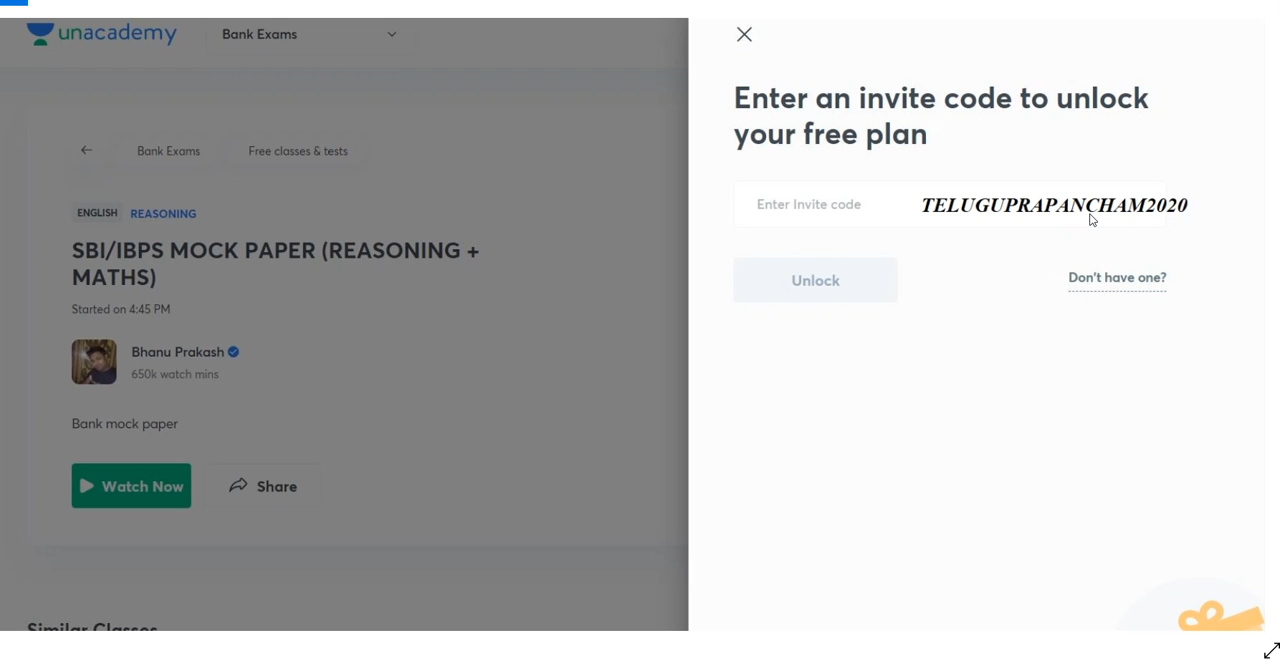 unacademy
Bank Exams
Enter an invite code to unlock
your free plan
Bank Exams
Free classes & tests
Enter Invite code
TELUGUPRAPANCHAM2020
ENGLISH
REASONING
SBI/IBPS MOCK PAPER (REASONING +
MATHS)
Unlock
Don't have one?
Started on 4:45 PM
Bhanu Prakash
650k watch mins
Bank mock paper
Watch Now
Share
Similar Classes